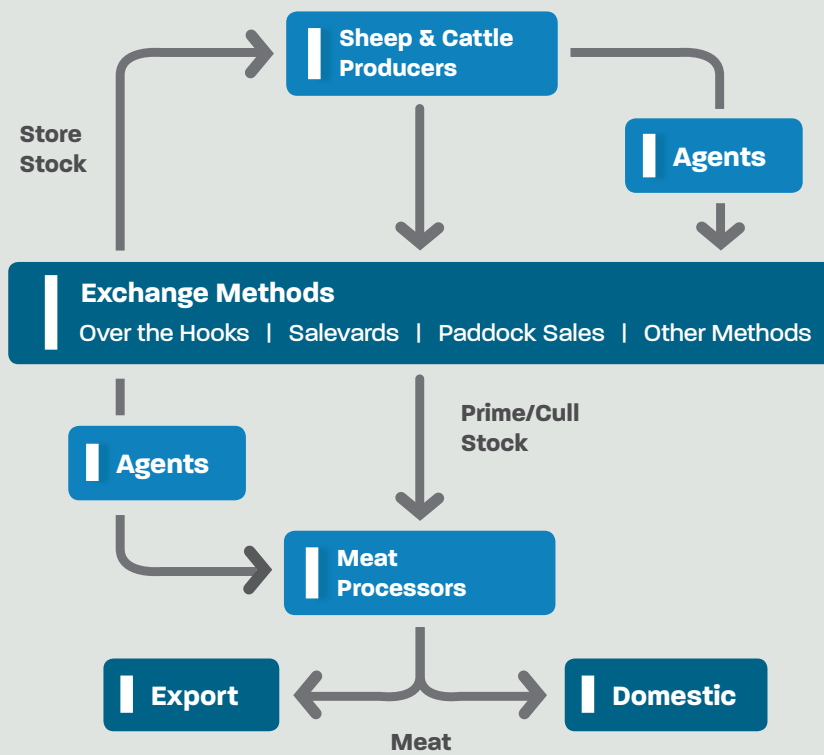 Sheep & Cattle
Producers
Store
Stock
Agents
Exchange Methods
Over the Hooks | Saleyards | Paddock Sales | Other Methods
Prime/Cull
Stock
Agents
Meat
Processors
Export
Domestic
Meat